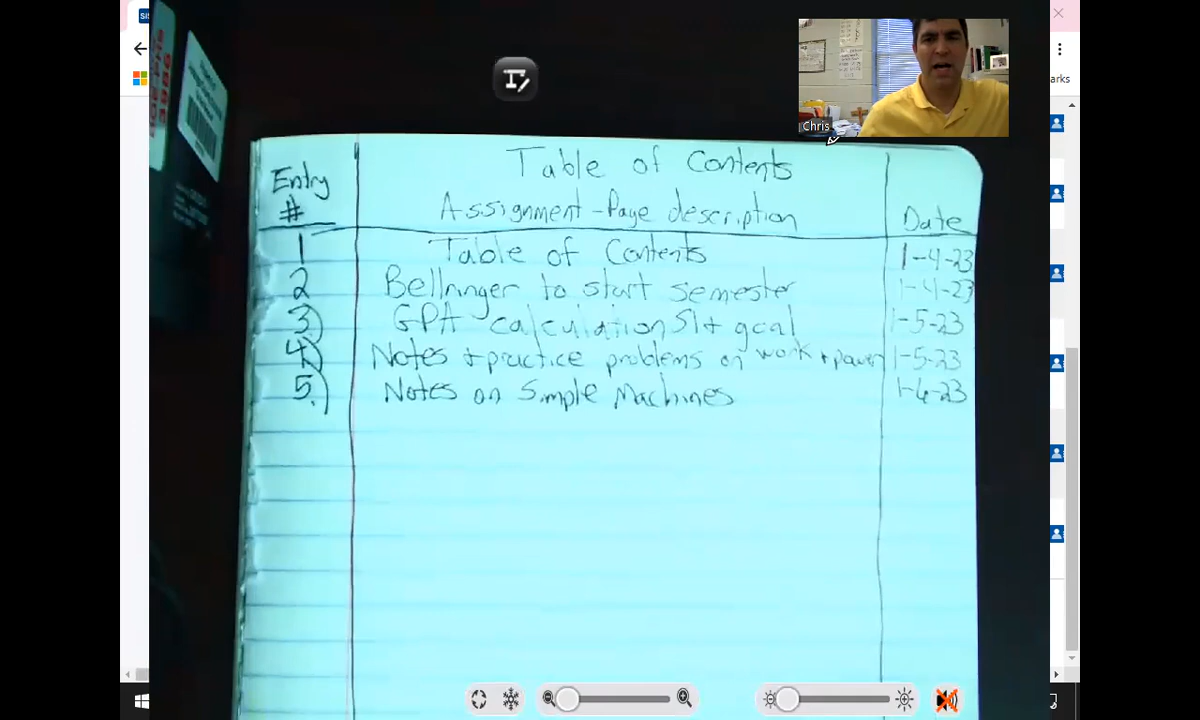 Chris
Table of Contents
Entry # Assignment-Page description Date
1 Table of Contents 1-4-23
2 Bellringer to start semester 1-4-23
3.) GPA calculation Sit goal 1-5-23
4.) Notes + practice problems on work + power 1-5-23
5.) Notes on Simple Machines 1-6-23
arks